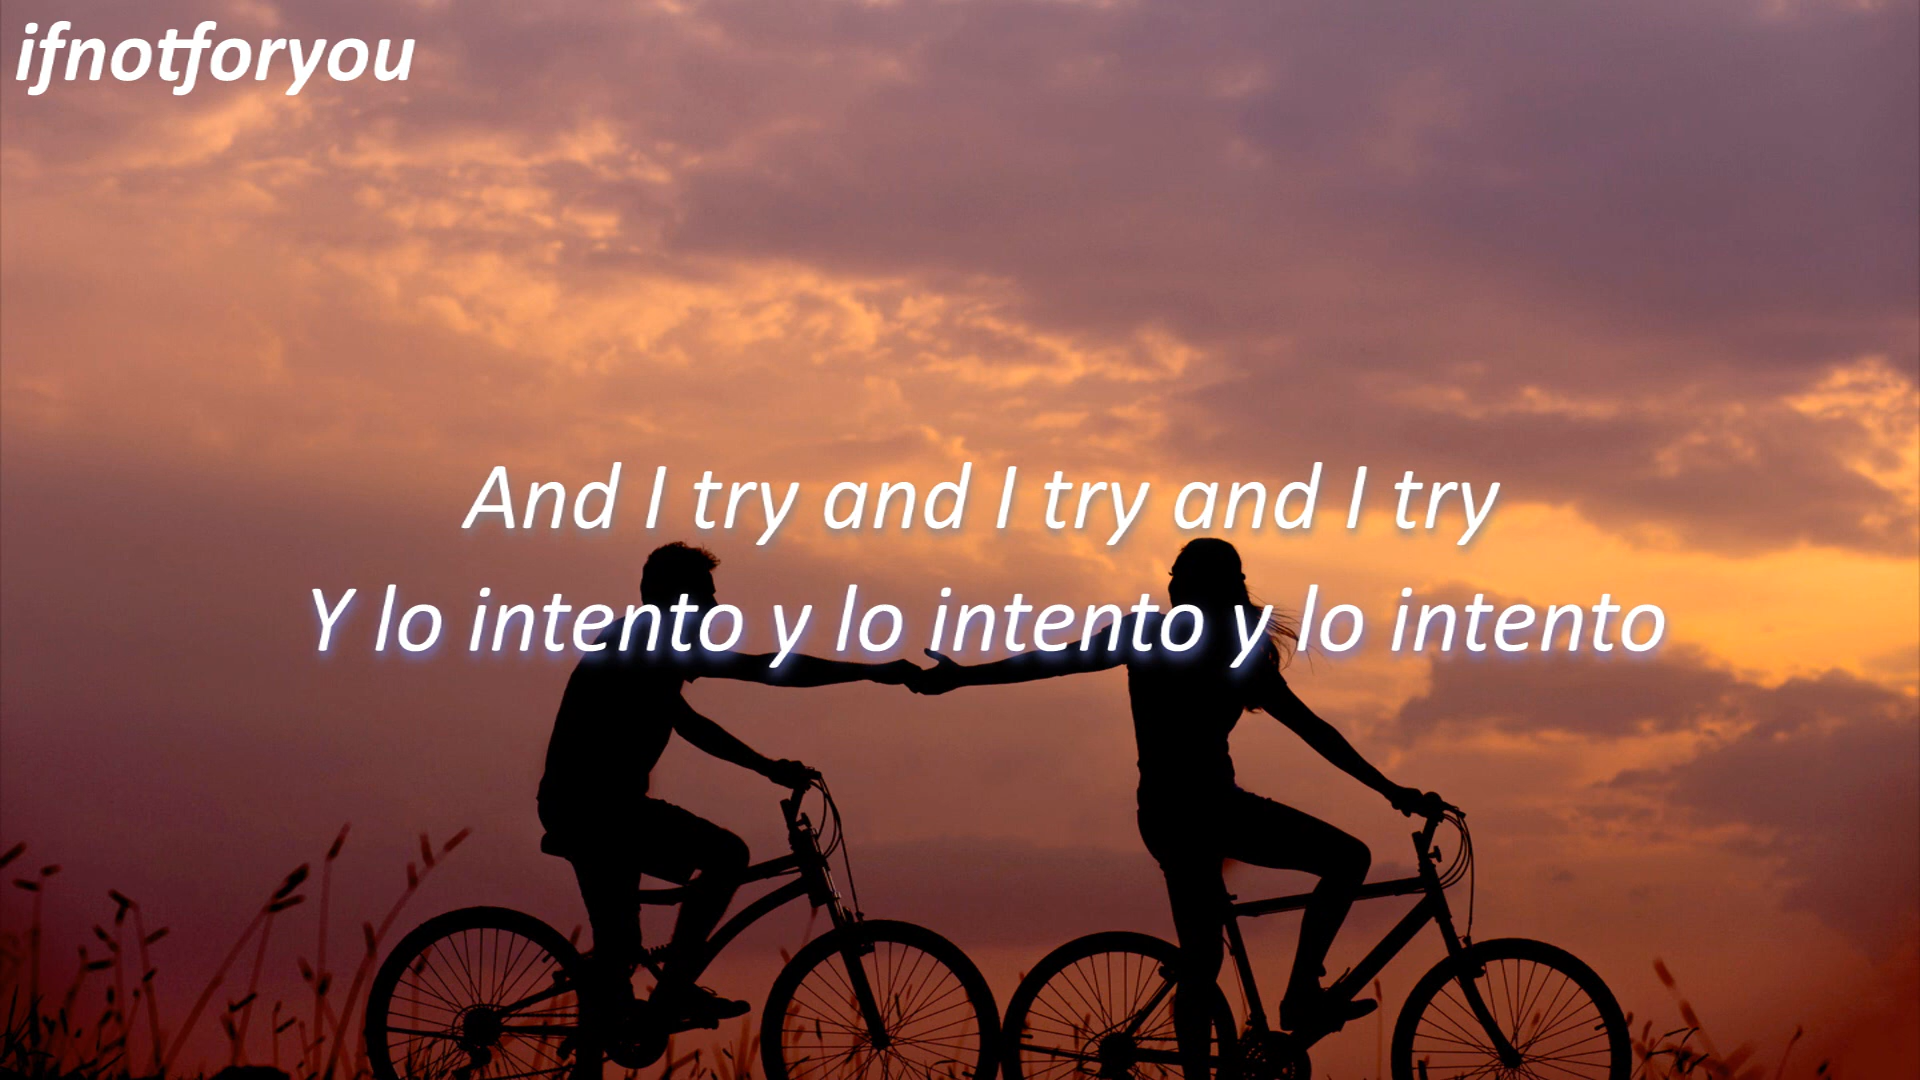 ifnotforyou
And I try and I try and I try
Y lo intento y lo intento y lo intento